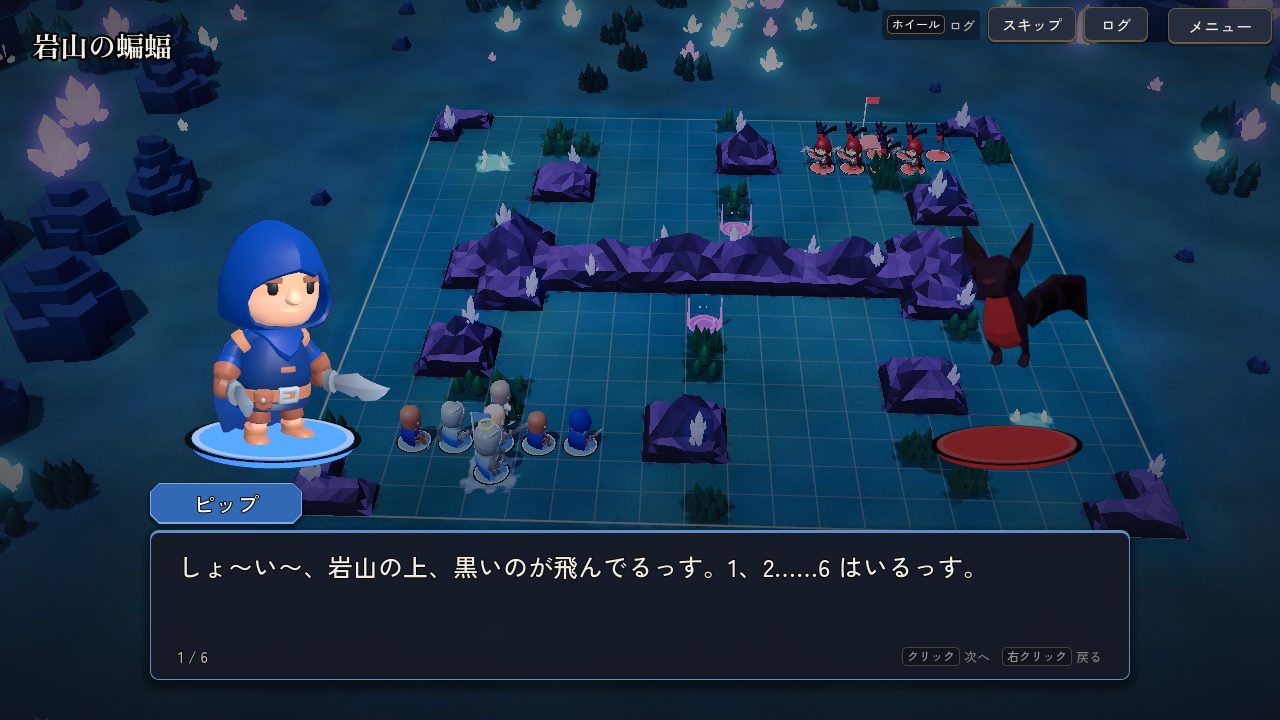 岩山の蝙蝠
ホイール ログ
スキップ
ログ
メニュー
ピップ
しょ〜い〜、岩山の上、黒いのが飛んでるっす。1、2……6 はいるっす。
1 / 6
クリック 次へ 右クリック 戻る